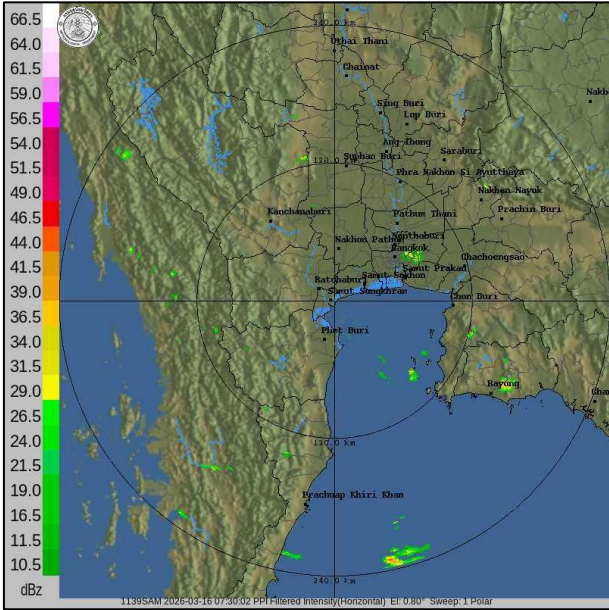 66.5
64.0
61.5
59.0
56.5
54.0
51.5
49.0
46.5
44.0
41.5
39.0
36.5
34.0
31.5
29.0
26.5
24.0
21.5
19.0
16.5
11.5
10.5
dBz
240.0 km
Uthai Thani
Chainat
Nakh
Sing Buri
Lop Buri
Ang Thong
Saraburi
Suphan Buri
120.0 km
Phra Nakhon Si Ayutthaya
Nakhon Nayok
Kanchanaburi
Pathum Thani
Prachin Buri
Nonthaburi
Nakhon Pathom
Bangkok
Chachoengsao
Samut Prakan
Ratchaburi
Samut Sakhon
Samut Songkhram
Chon Buri
Phet Buri
Rayong
Chan
120.0 km
Prachuap Khiri Khan
240.0 km
1139SAM 2026-03-16 07:30:02 PPI Filtered Intensity(Horizontal) El: 0.80° Sweep: 1 Polar